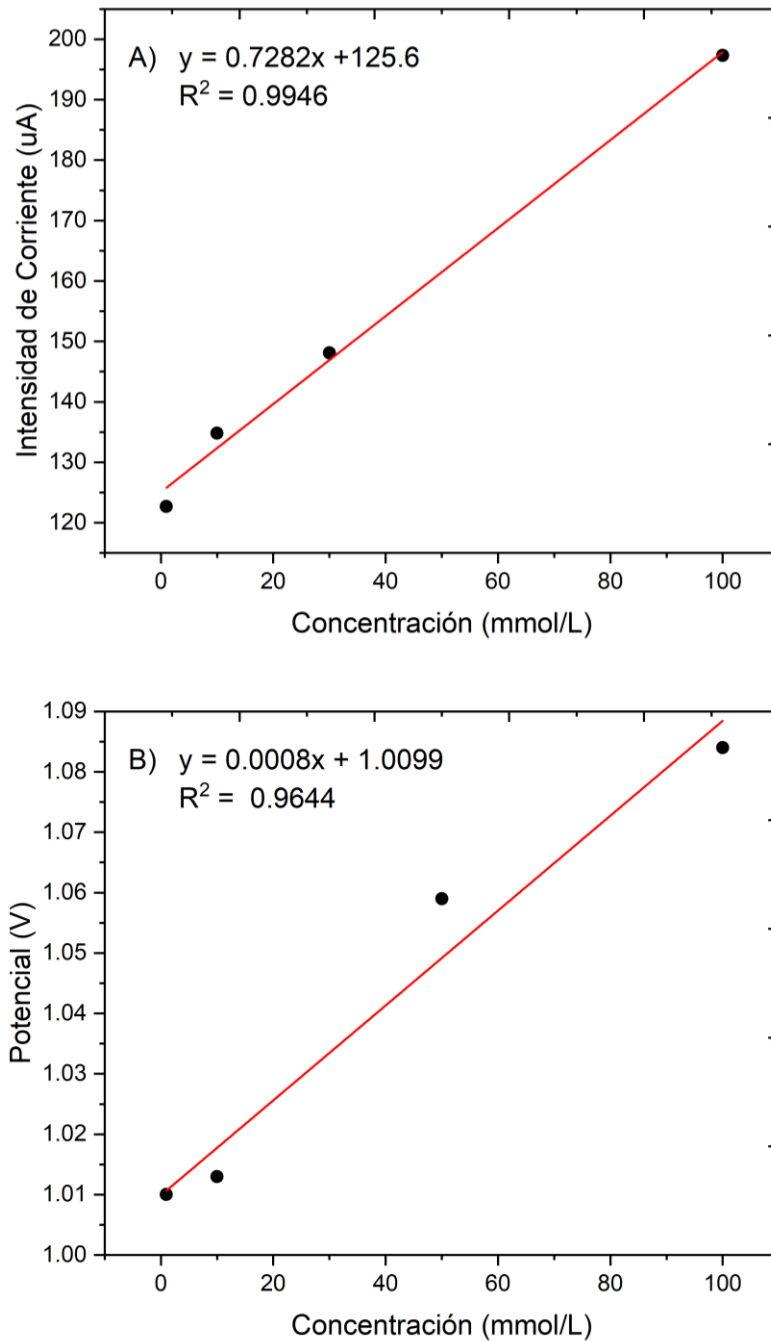 A) y = 0.7282x +125.6
R² = 0.9946
200
190
180
170
160
150
140
130
120
Intensidad de Corriente (uA)
0 20 40 60 80 100
Concentración (mmol/L)
B) y = 0.0008x + 1.0099
R² = 0.9644
1.09
1.08
1.07
1.06
1.05
1.04
1.03
1.02
1.01
1.00
Potencial (V)
0 20 40 60 80 100
Concentración (mmol/L)